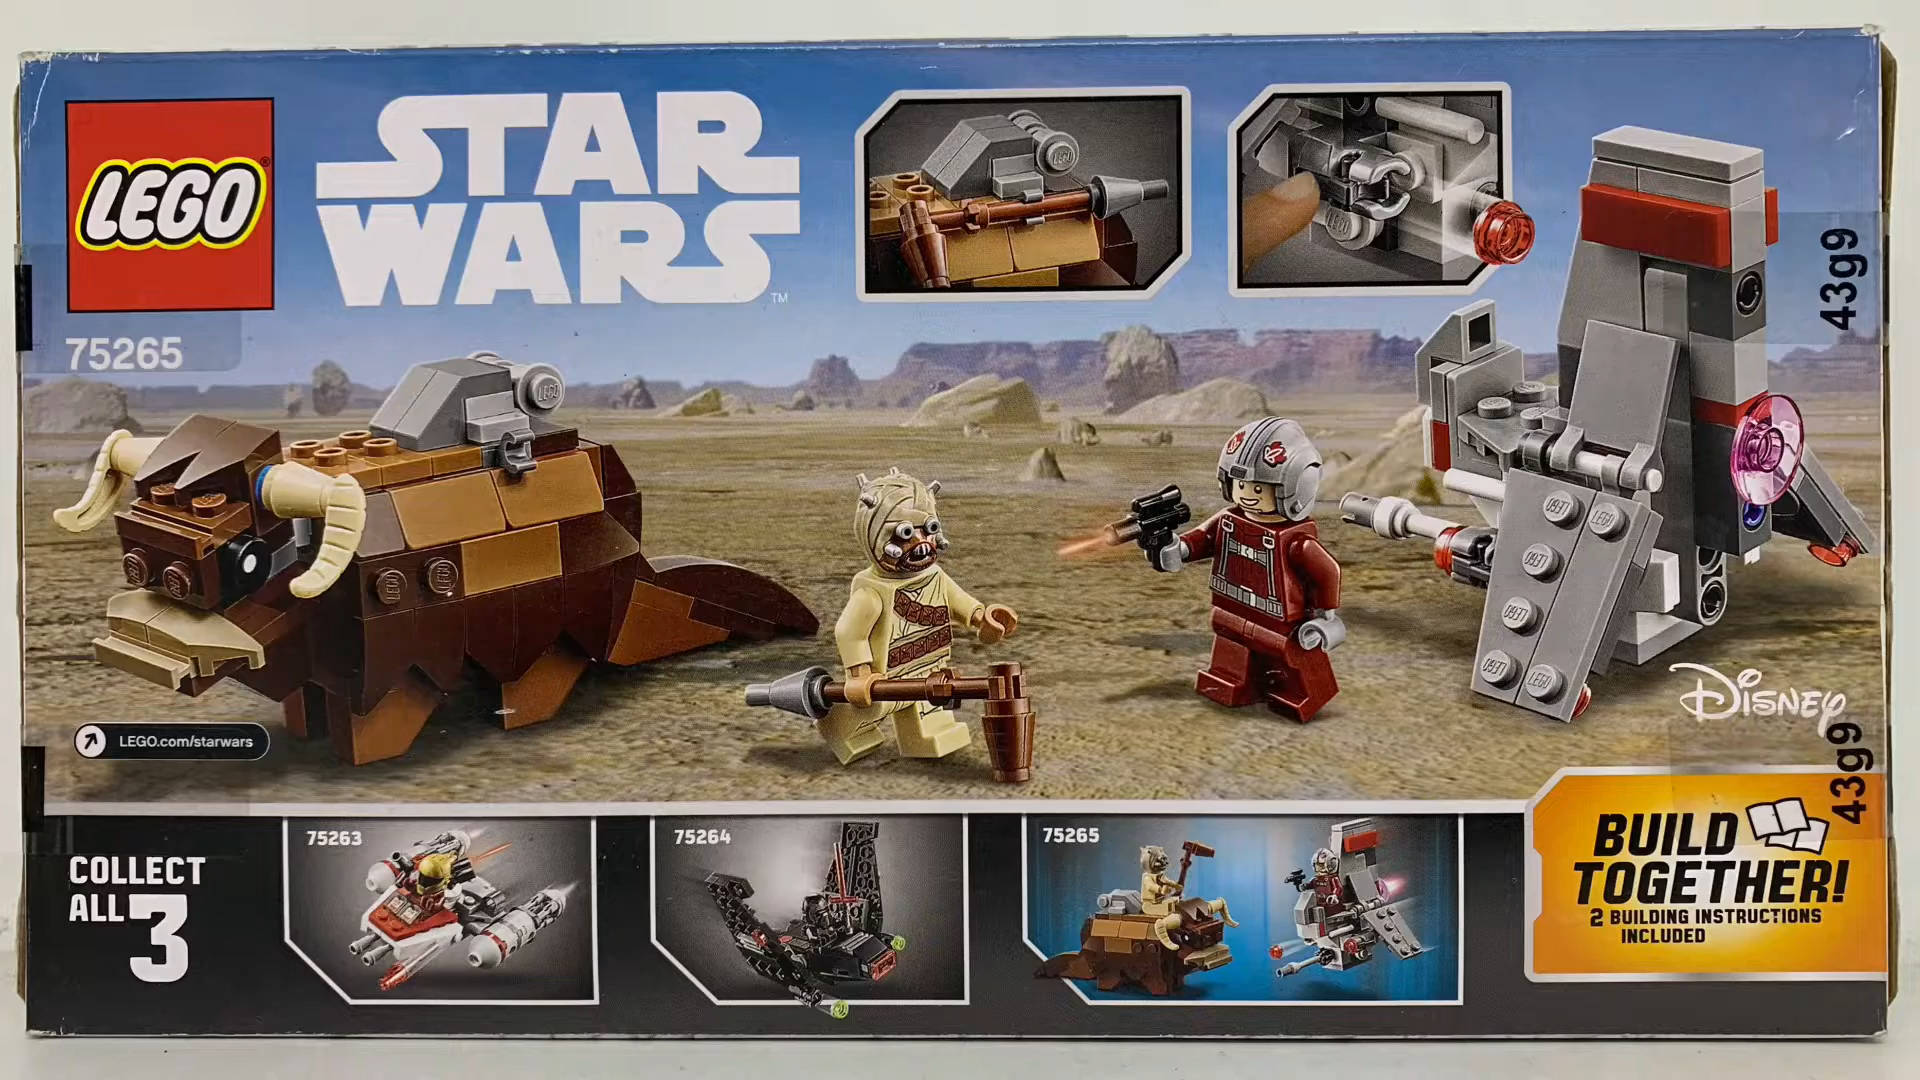 LEGO
STAR
WARS
TM
75265
43g9
LEGO.com/starwars
DISNEY
43g9
COLLECT
ALL 3
75263
75264
75265
BUILD
TOGETHER!
2 BUILDING INSTRUCTIONS
INCLUDED